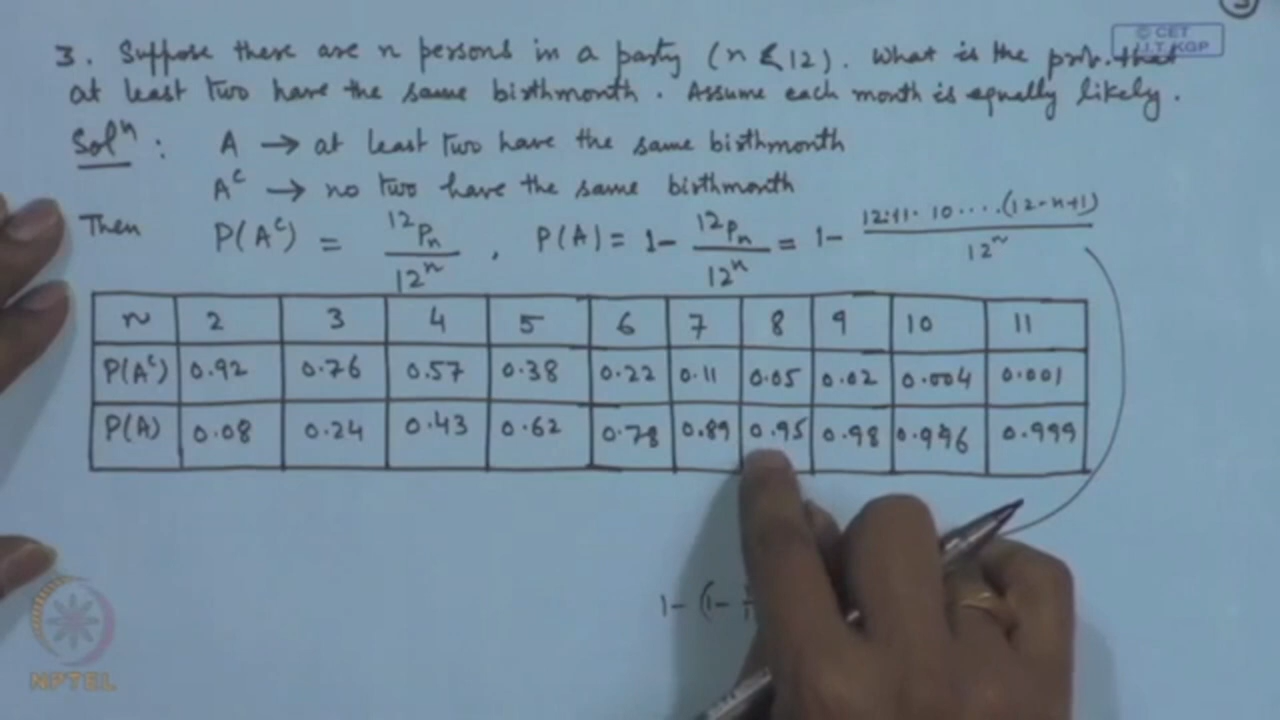 © CET
I.I.T. KGP
3. Suppose there are n persons in a party (n < 12). What is the prob. that
at least two have the same birthmonth. Assume each month is equally likely.
Solⁿ : A → at least two have the same birthmonth
Aᶜ → no two have the same birthmonth
Then P(Aᶜ) = ¹²Pₙ / 12ⁿ , P(A) = 1 - ¹²Pₙ / 12ⁿ = 1 - 12·11·10....(12-n+1) / 12ⁿ
n 2 3 4 5 6 7 8 9 10 11
P(Aᶜ) 0.92 0.76 0.57 0.38 0.22 0.11 0.05 0.02 0.004 0.001
P(A) 0.08 0.24 0.43 0.62 0.78 0.89 0.95 0.98 0.996 0.999
1 - (1 -
NPTEL